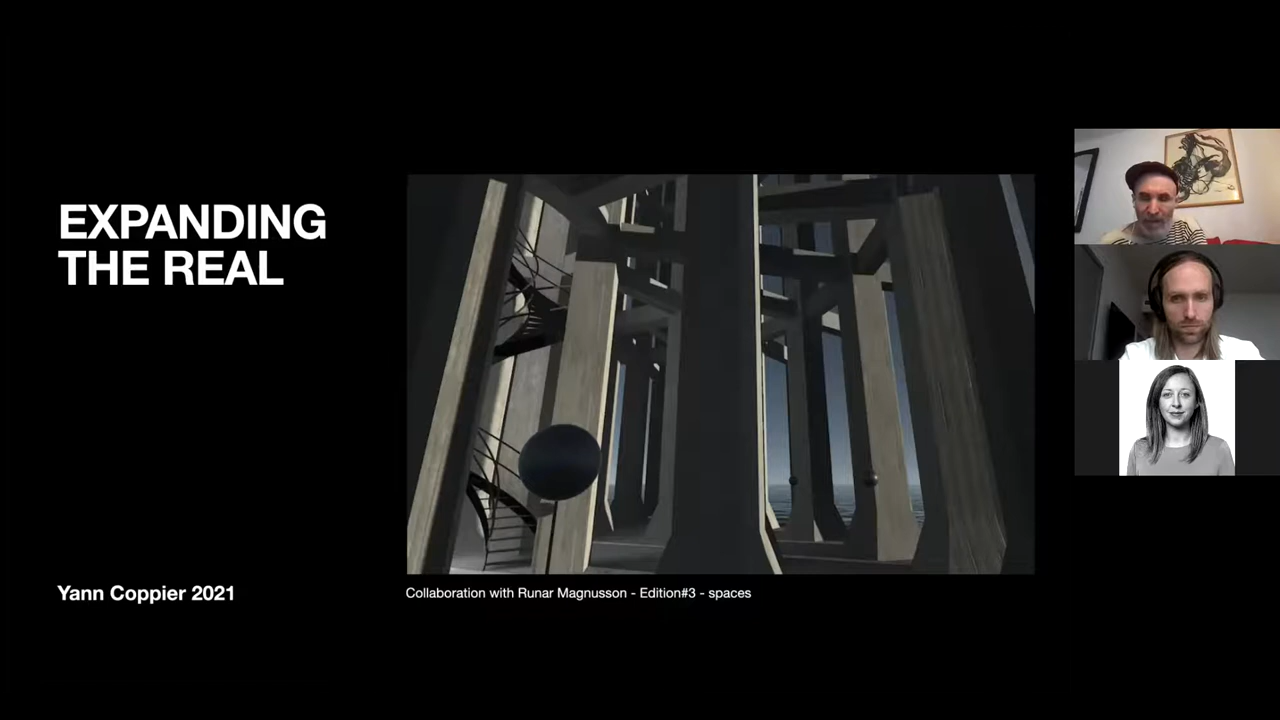 EXPANDING
THE REAL
Yann Coppier 2021
Collaboration with Runar Magnusson - Edition#3 - spaces